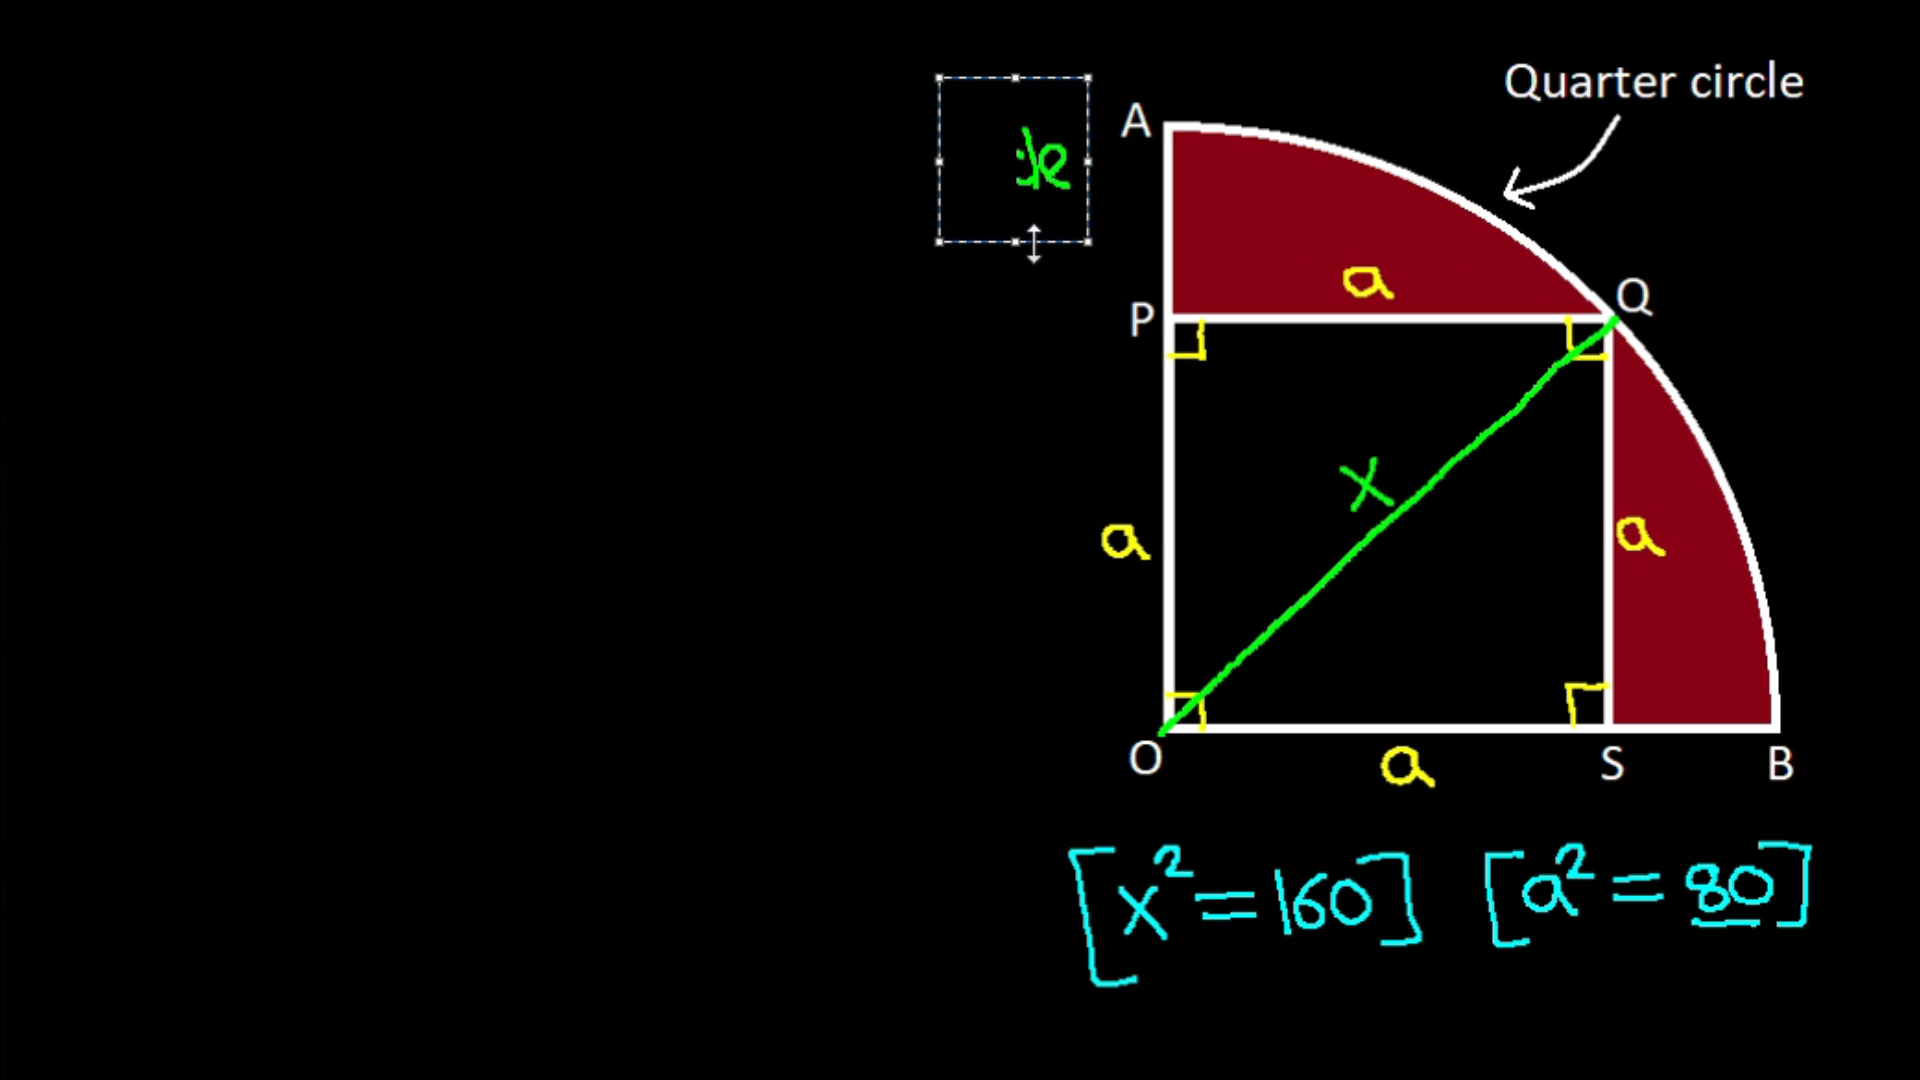 Quarter circle
A
a
P
Q
x
a
a
O
a
S
B
[x²=160] [a²=80]